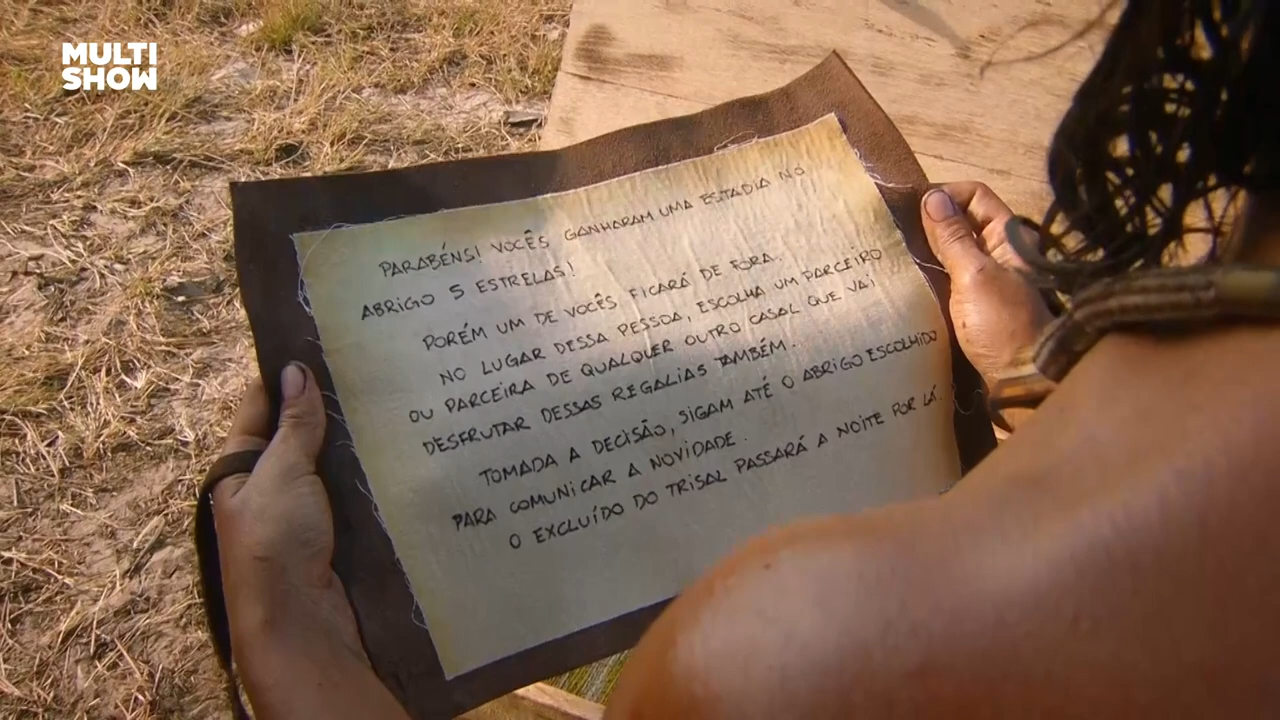 MULTI
SHOW
PARABÉNS! VOCÊS GANHARAM UMA ESTADIA NO
ABRIGO 5 ESTRELAS!
PORÉM UM DE VOCÊS FICARÁ DE FORA.
NO LUGAR DESSA PESSOA, ESCOLHA UM PARCEIRO
OU PARCEIRA DE QUALQUER OUTRO CASAL QUE VAI
DESFRUTAR DESSAS REGALIAS TAMBÉM.
TOMADA A DECISÃO, SIGAM ATÉ O ABRIGO ESCOLHIDO
PARA COMUNICAR A NOVIDADE.
O EXCLUÍDO DO TRISAL PASSARÁ A NOITE POR LÁ.